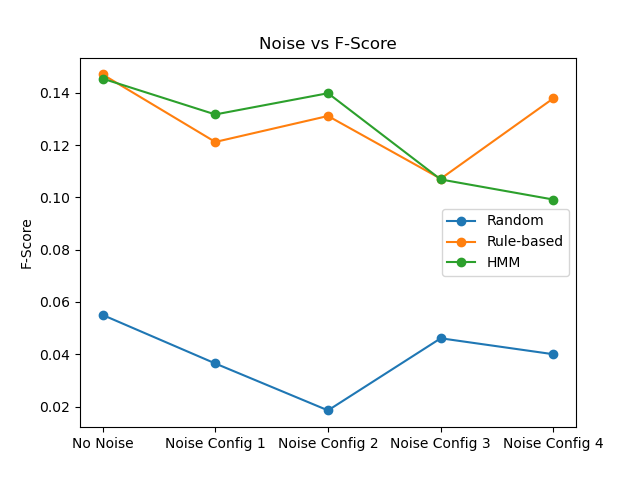 Noise vs F-Score
F-Score
0.14
0.12
0.10
0.08
0.06
0.04
0.02
Random
Rule-based
HMM
No Noise
Noise Config 1
Noise Config 2
Noise Config 3
Noise Config 4